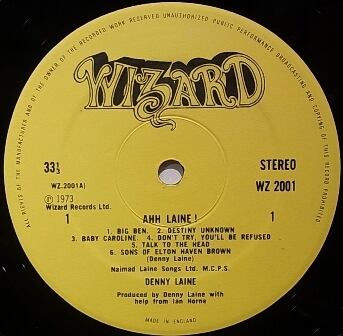 ALL RIGHTS OF THE MANUFACTURER AND OF THE OWNER OF THE RECORDED WORK RESERVED UNAUTHORIZED PUBLIC PERFORMANCE BROADCASTING AND COPYING OF THIS RECORD PROHIBITED
WIZARD
33⅓
STEREO
WZ.2001A)
WZ 2001
℗ 1973
Wizard Records Ltd.
1
AHH LAINE!
1
1. BIG BEN. 2. DESTINY UNKNOWN
3. BABY CAROLINE. 4. DON'T TRY, YOU'LL BE REFUSED
5. TALK TO THE HEAD
6. SONS OF ELTON HAVEN BROWN
(Denny Laine)
Naimad Laine Songs Ltd. M.C.P.S.
DENNY LAINE
Produced by Denny Laine with
help from Ian Horne
MADE IN ENGLAND